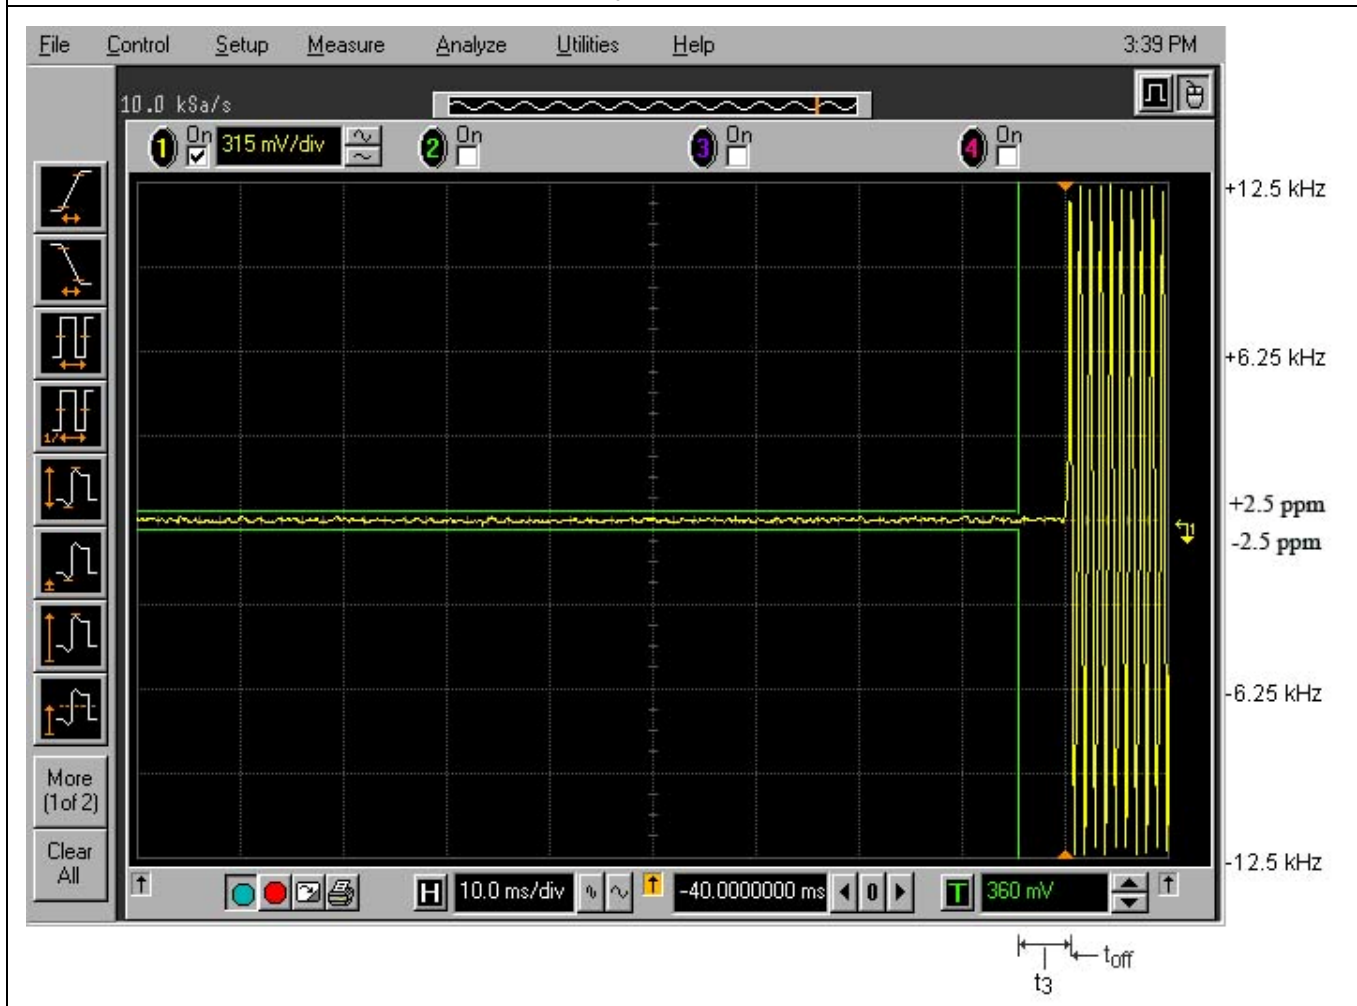 File Control Setup Measure Analyze Utilities Help 3:39 PM
10.0 kSa/s
1 On 315 mV/div 2 On 3 On 4 On
+12.5 kHz
+6.25 kHz
+2.5 ppm
-2.5 ppm
-6.25 kHz
-12.5 kHz
More
(1of 2)
Clear
All
H 10.0 ms/div -40.0000000 ms 0 T 360 mV
toff
t3